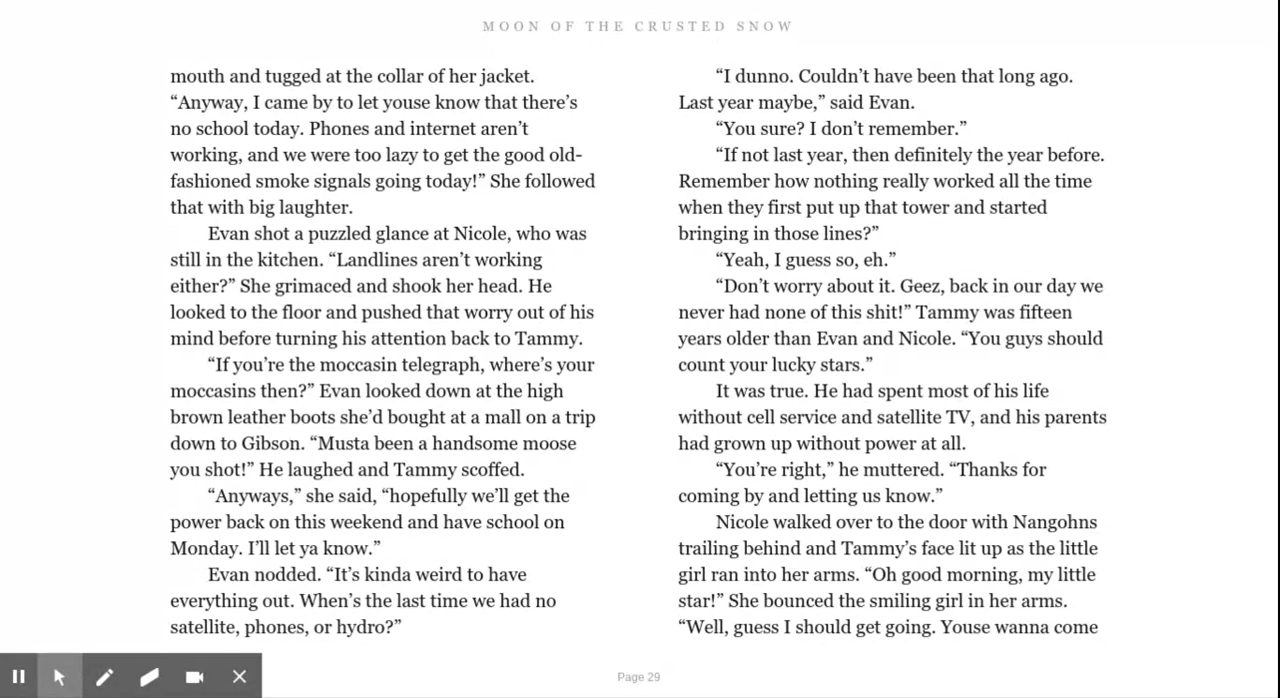 MOON OF THE CRUSTED SNOW
mouth and tugged at the collar of her jacket.
“Anyway, I came by to let youse know that there’s
no school today. Phones and internet aren’t
working, and we were too lazy to get the good old-
fashioned smoke signals going today!” She followed
that with big laughter.
Evan shot a puzzled glance at Nicole, who was
still in the kitchen. “Landlines aren’t working
either?” She grimaced and shook her head. He
looked to the floor and pushed that worry out of his
mind before turning his attention back to Tammy.
“If you’re the moccasin telegraph, where’s your
moccasins then?” Evan looked down at the high
brown leather boots she’d bought at a mall on a trip
down to Gibson. “Musta been a handsome moose
you shot!” He laughed and Tammy scoffed.
“Anyways,” she said, “hopefully we’ll get the
power back on this weekend and have school on
Monday. I’ll let ya know.”
Evan nodded. “It’s kinda weird to have
everything out. When’s the last time we had no
satellite, phones, or hydro?”
“I dunno. Couldn’t have been that long ago.
Last year maybe,” said Evan.
“You sure? I don’t remember.”
“If not last year, then definitely the year before.
Remember how nothing really worked all the time
when they first put up that tower and started
bringing in those lines?”
“Yeah, I guess so, eh.”
“Don’t worry about it. Geez, back in our day we
never had none of this shit!” Tammy was fifteen
years older than Evan and Nicole. “You guys should
count your lucky stars.”
It was true. He had spent most of his life
without cell service and satellite TV, and his parents
had grown up without power at all.
“You’re right,” he muttered. “Thanks for
coming by and letting us know.”
Nicole walked over to the door with Nangohns
trailing behind and Tammy’s face lit up as the little
girl ran into her arms. “Oh good morning, my little
star!” She bounced the smiling girl in her arms.
“Well, guess I should get going. Youse wanna come
Page 29